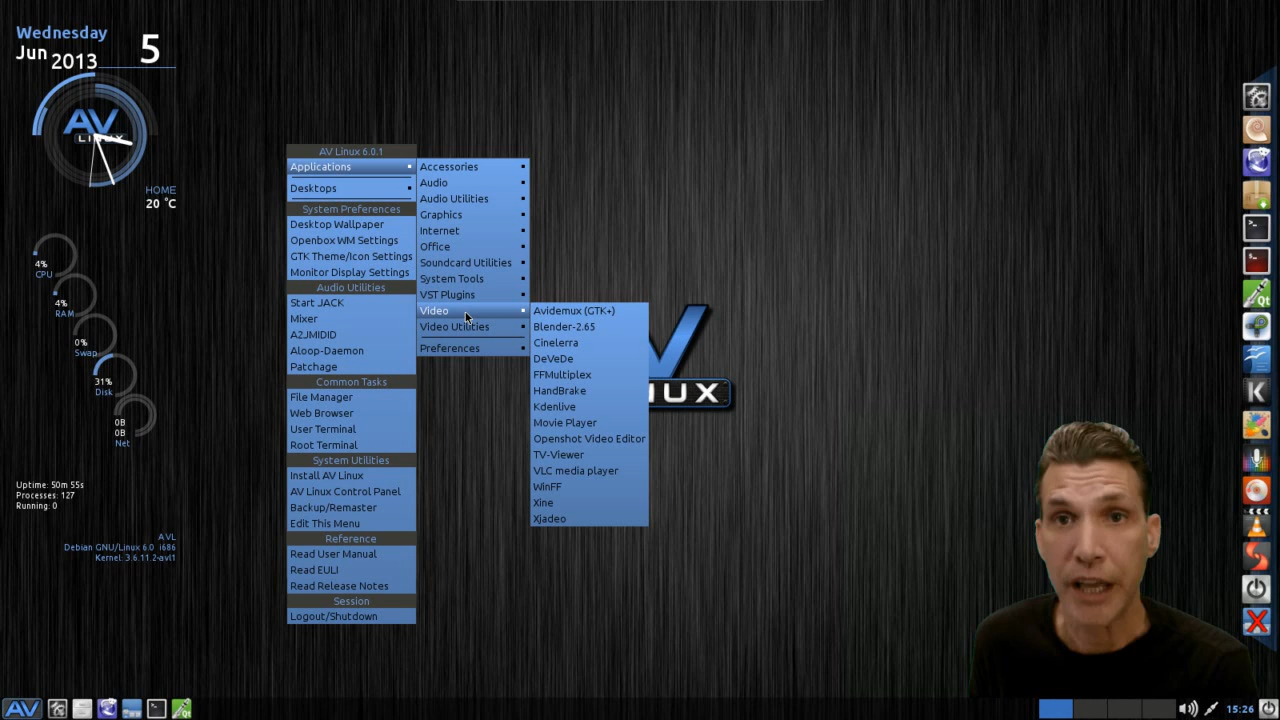 Wednesday
Jun 2013 5
AV
LINUX
HOME
20 °C
4%
CPU
4%
RAM
0%
Swap
31%
Disk
0B
0B
Net
Uptime: 50m 55s
Processes: 127
Running: 0
AVL
Debian GNU/Linux 6.0 i686
Kernel: 3.6.11.2-avl1
AV Linux 6.0.1
Applications
Desktops
System Preferences
Desktop Wallpaper
Openbox WM Settings
GTK Theme/Icon Settings
Monitor Display Settings
Audio Utilities
Start JACK
Mixer
A2JMIDID
Aloop-Daemon
Patchage
Common Tasks
File Manager
Web Browser
User Terminal
Root Terminal
System Utilities
Install AV Linux
AV Linux Control Panel
Backup/Remaster
Edit This Menu
Reference
Read User Manual
Read EULI
Read Release Notes
Session
Logout/Shutdown
Accessories
Audio
Audio Utilities
Graphics
Internet
Office
Soundcard Utilities
System Tools
VST Plugins
Video
Video Utilities
Preferences
Avidemux (GTK+)
Blender-2.65
Cinelerra
DeVeDe
FFMultiplex
HandBrake
Kdenlive
Movie Player
Openshot Video Editor
TV-Viewer
VLC media player
WinFF
Xine
Xjadeo
AV
Qt
15:26
Qt
K